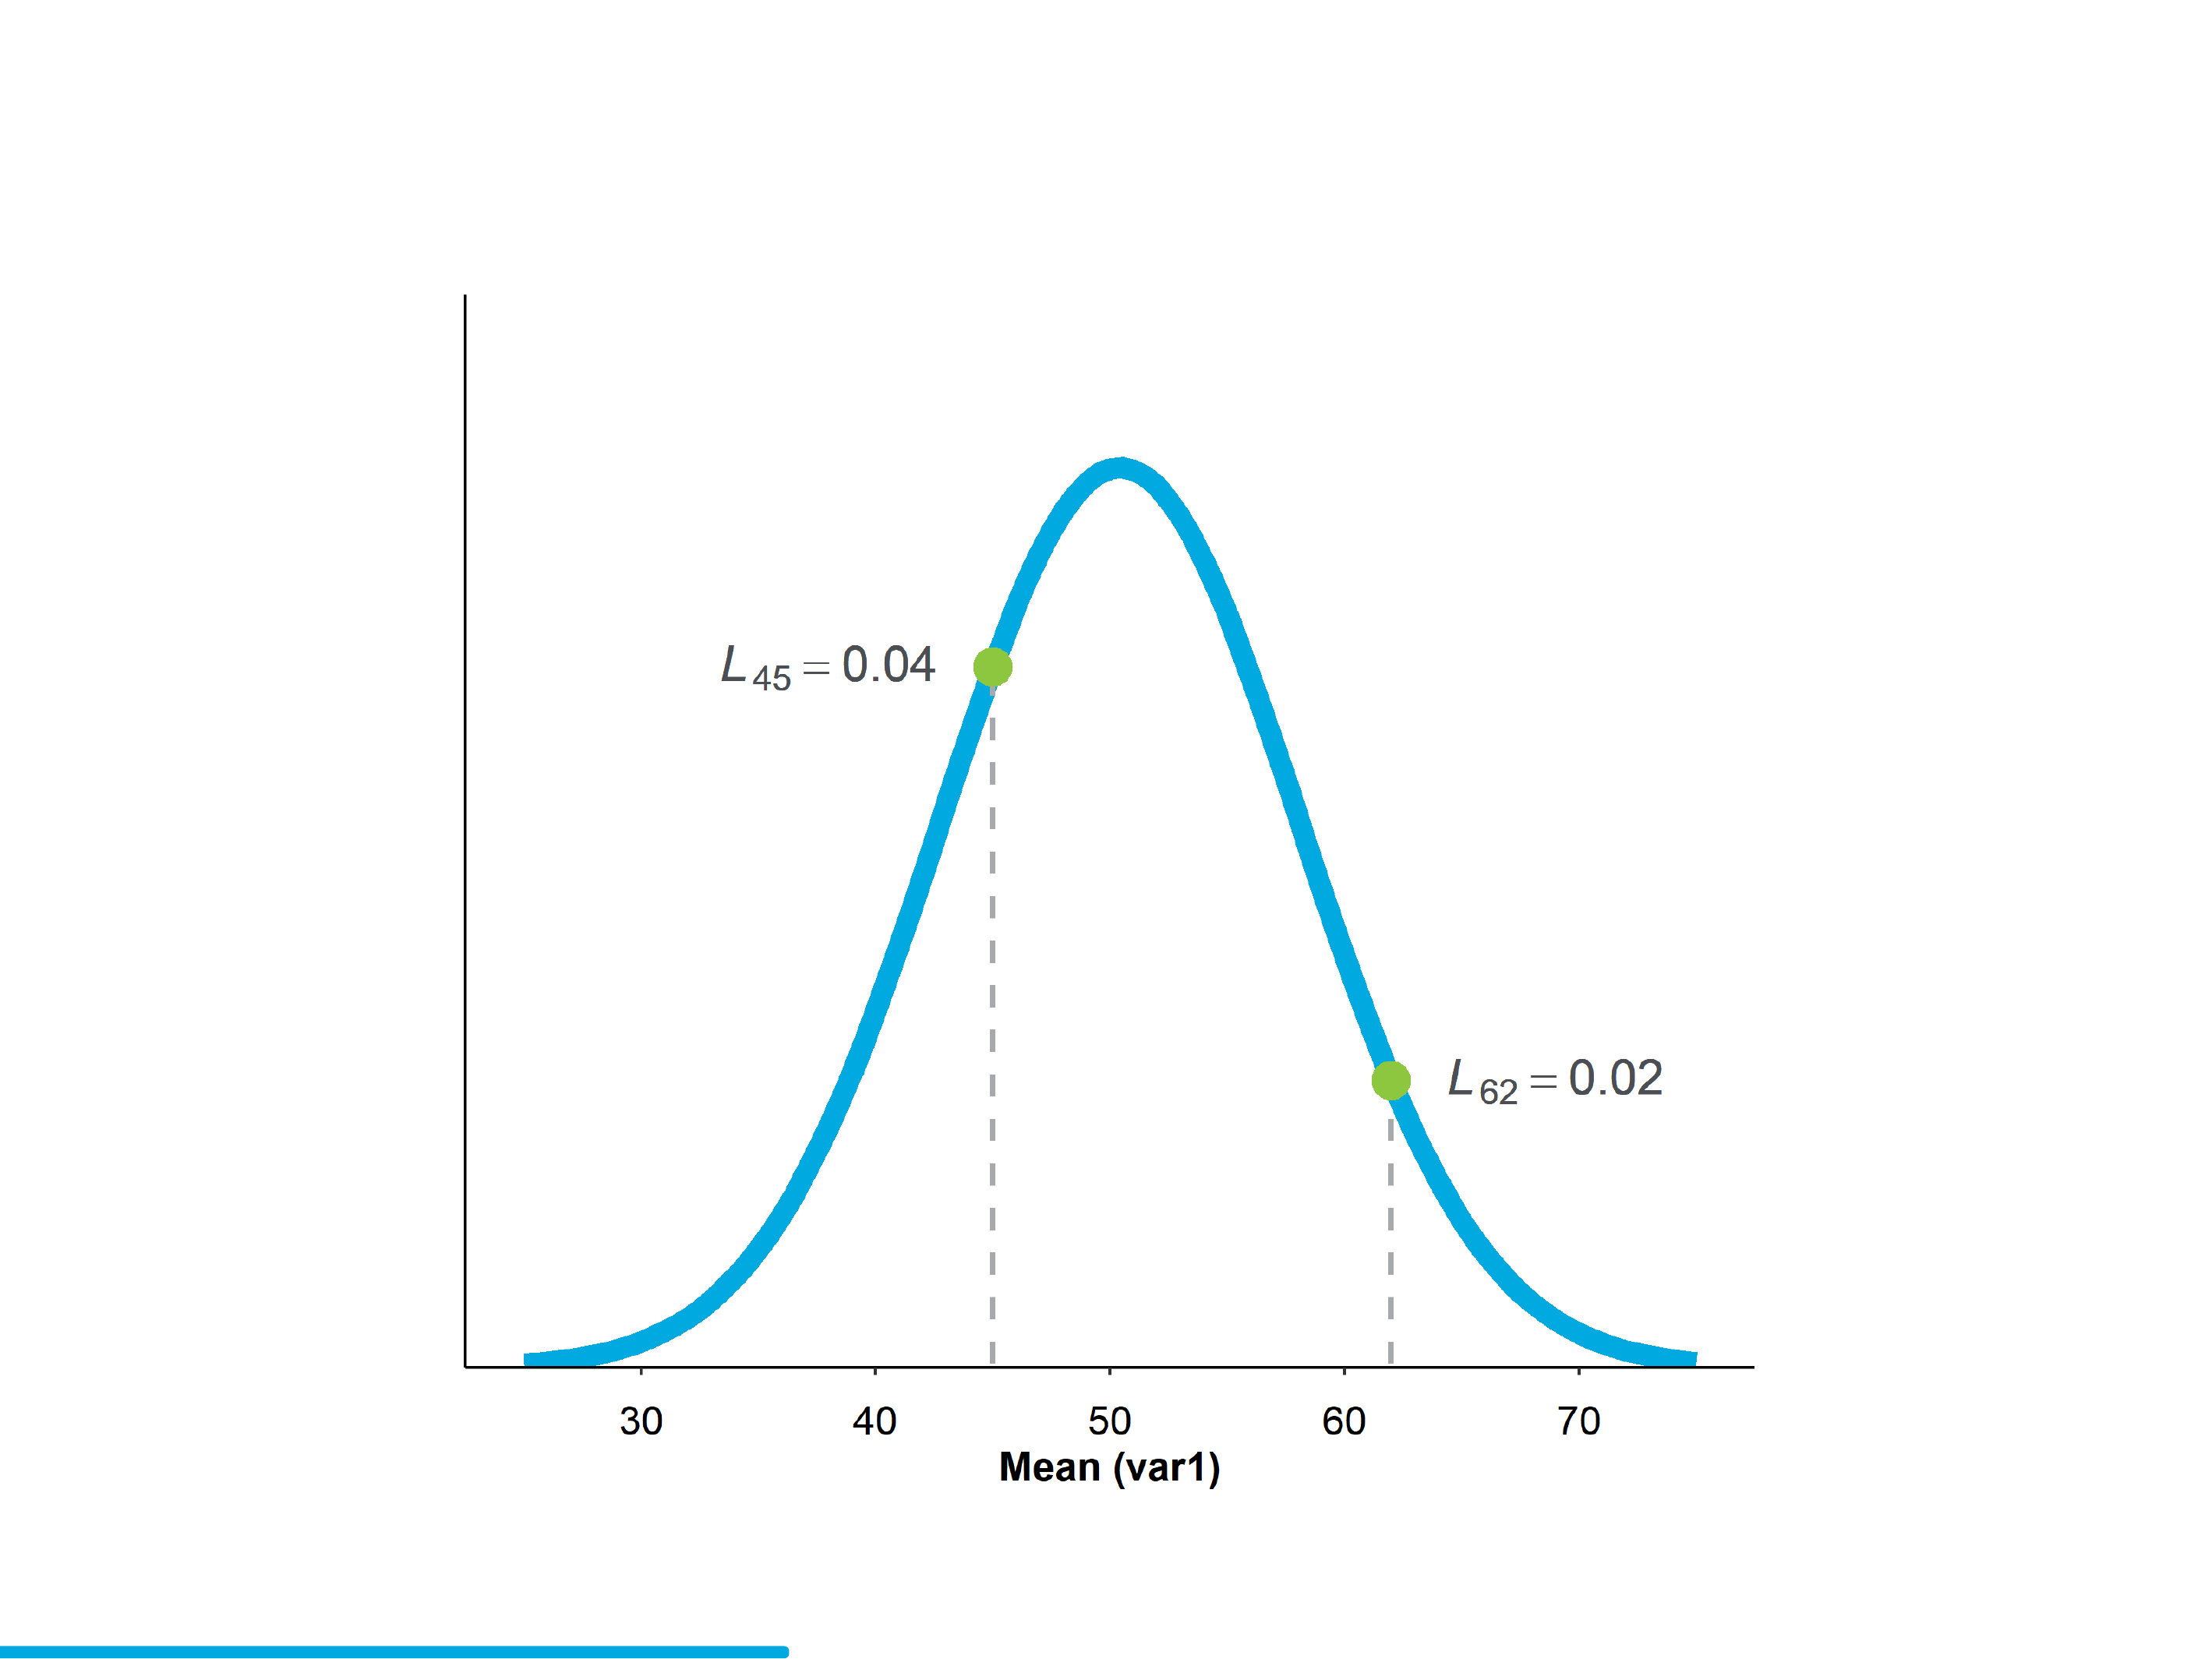 L45 = 0.04
L62 = 0.02
30 40 50 60 70
Mean (var1)